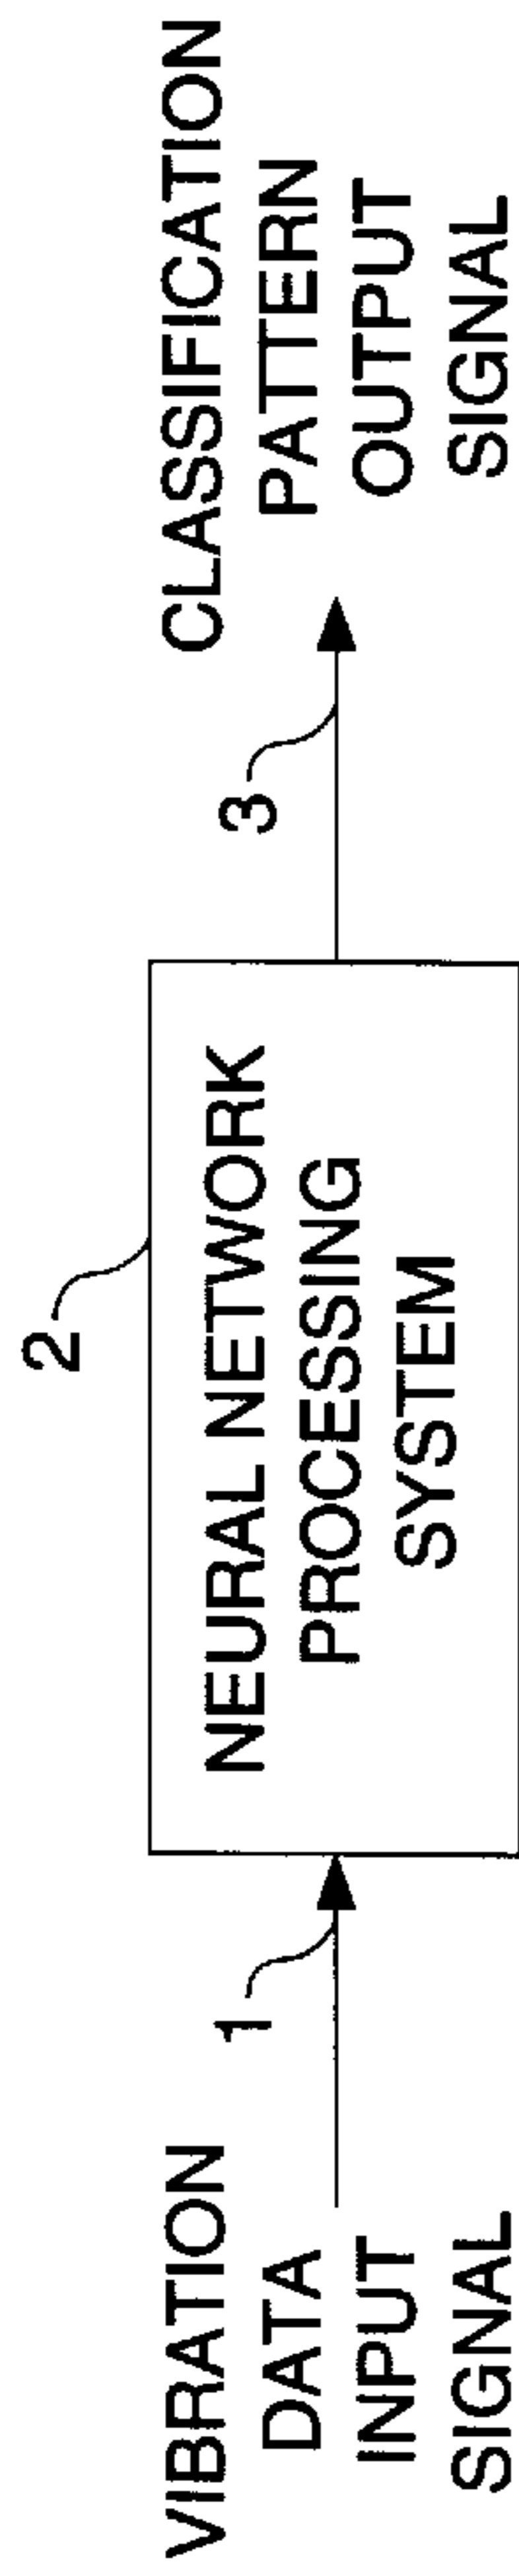 VIBRATION
DATA
INPUT
SIGNAL
1
2
NEURAL NETWORK
PROCESSING
SYSTEM
3
CLASSIFICATION
PATTERN
OUTPUT
SIGNAL